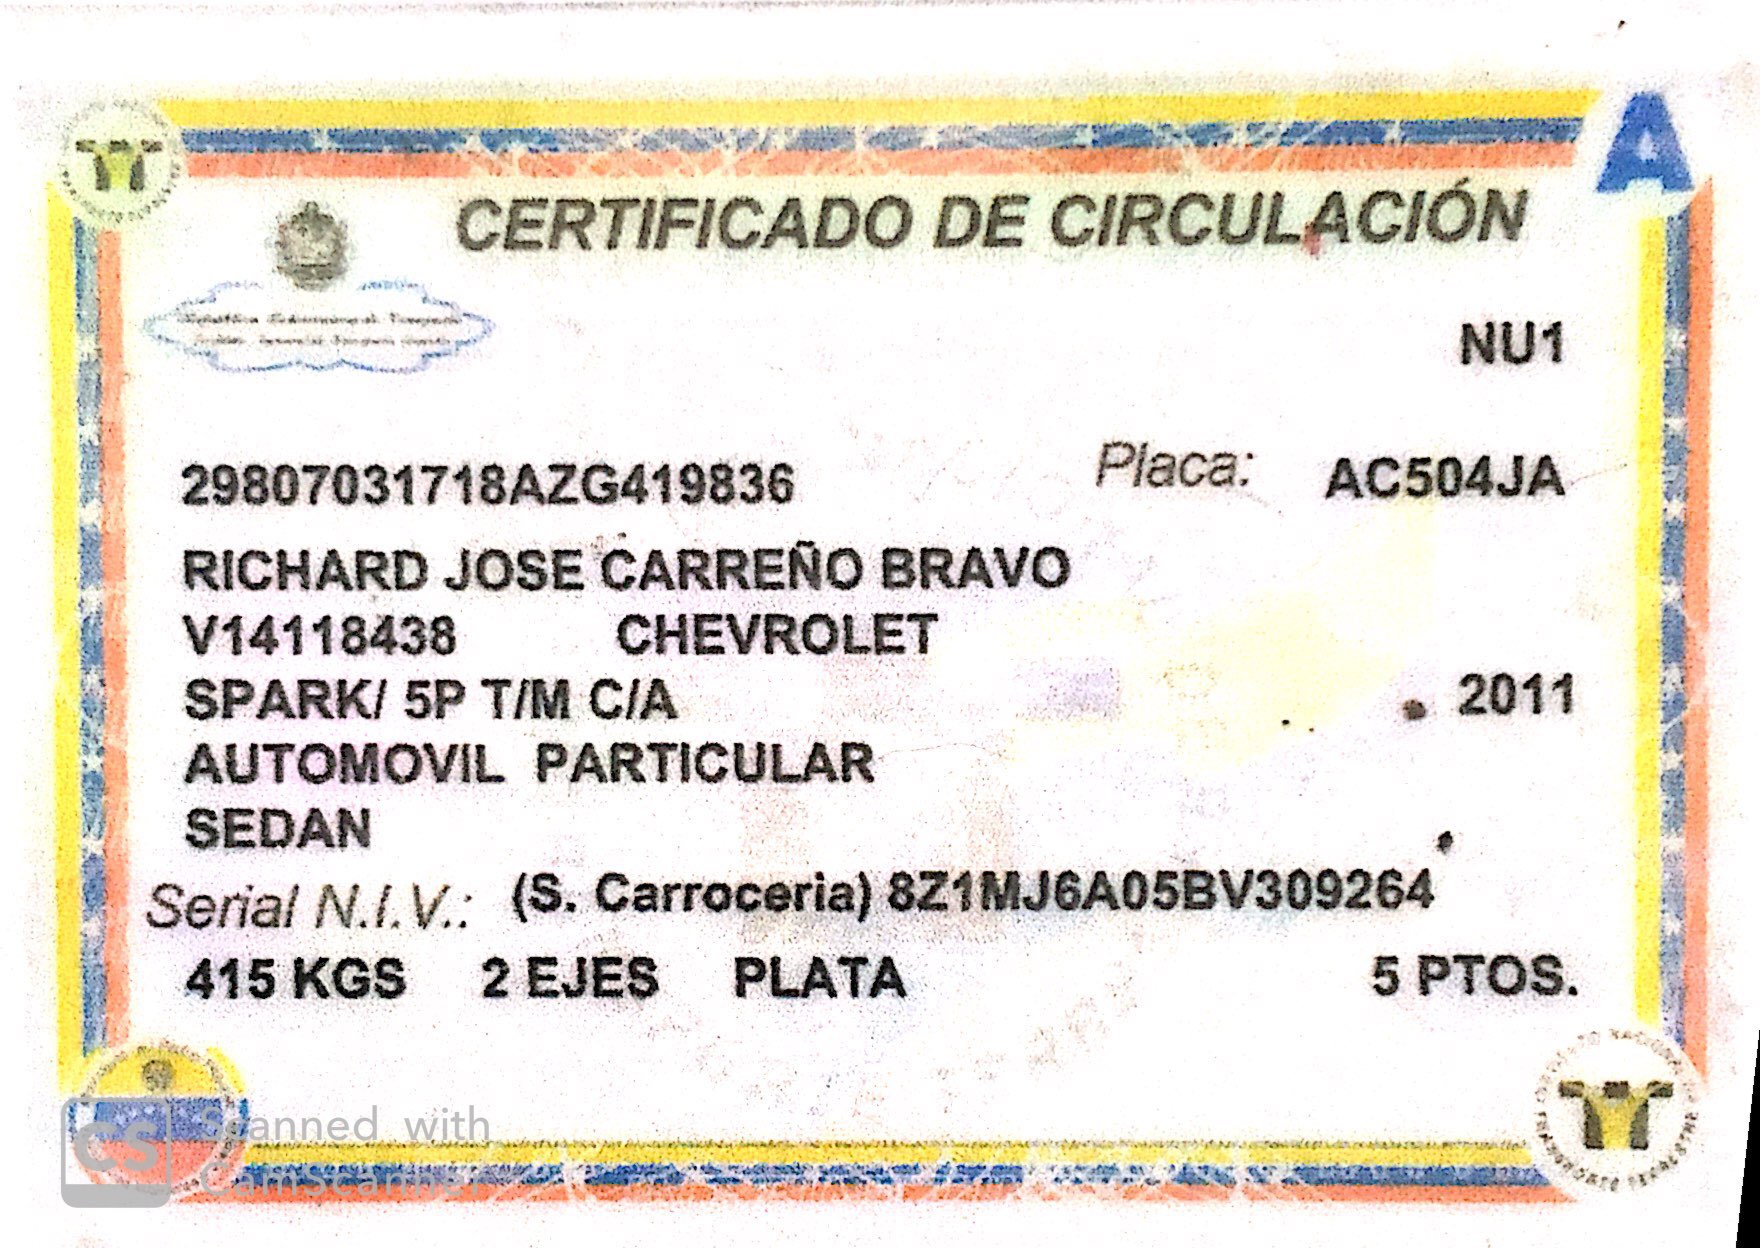 A
CERTIFICADO DE CIRCULACIÓN
NU1
29807031718AZG419836 Placa: AC504JA
RICHARD JOSE CARREÑO BRAVO
V14118438 CHEVROLET
SPARK/ 5P T/M C/A 2011
AUTOMOVIL PARTICULAR
SEDAN
Serial N.I.V.: (S. Carroceria) 8Z1MJ6A05BV309264
415 KGS 2 EJES PLATA 5 PTOS.
CS Scanned with
CamScanner